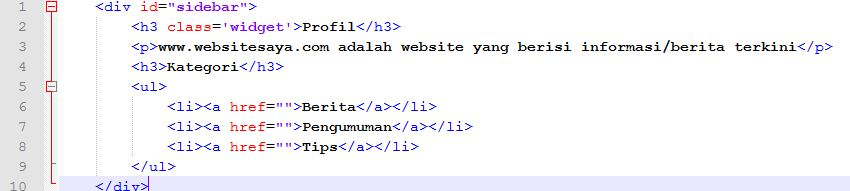 1 <div id="sidebar">
2 <h3 class='widget'>Profil</h3>
3 <p>www.websitesaya.com adalah website yang berisi informasi/berita terkini</p>
4 <h3>Kategori</h3>
5 <ul>
6 <li><a href="">Berita</a></li>
7 <li><a href="">Pengumuman</a></li>
8 <li><a href="">Tips</a></li>
9 </ul>
10 </div>